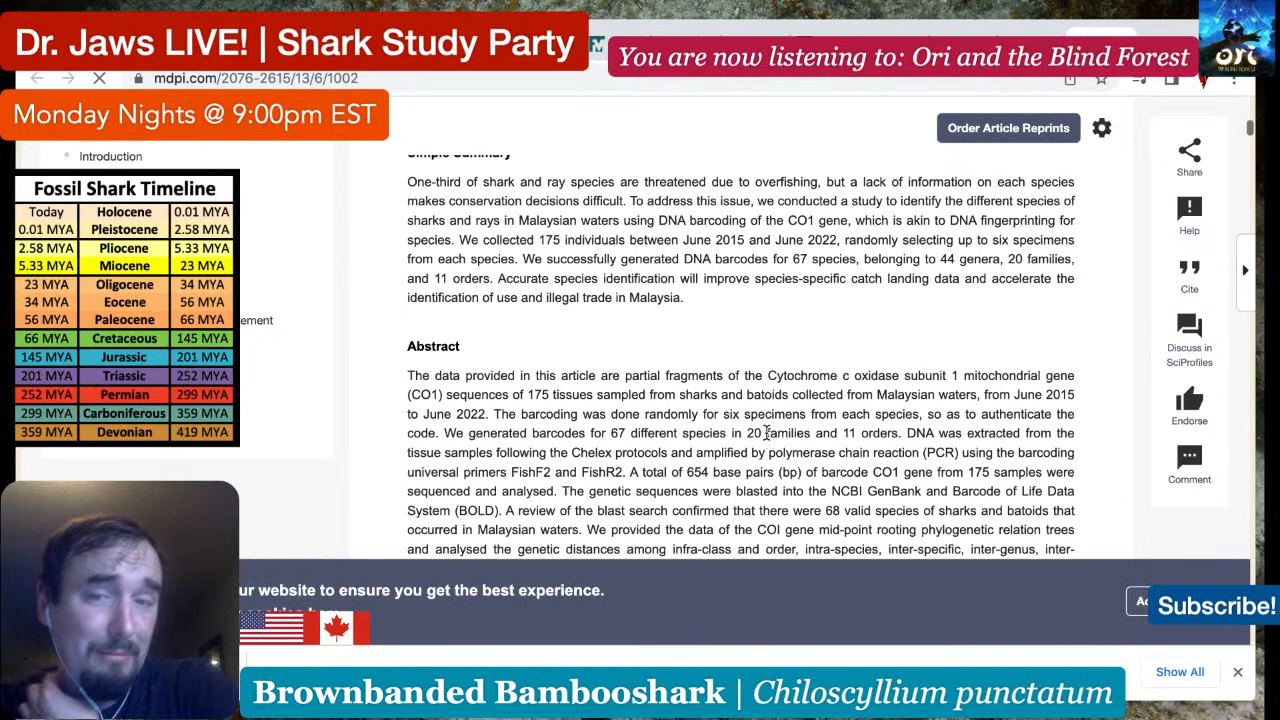 Dr. Jaws LIVE! | Shark Study Party
You are now listening to: Ori and the Blind Forest
ori
mdpi.com/2076-2615/13/6/1002
Monday Nights @ 9:00pm EST
Order Article Reprints
Introduction
Simple Summary
Fossil Shark Timeline
Today Holocene 0.01 MYA
0.01 MYA Pleistocene 2.58 MYA
2.58 MYA Pliocene 5.33 MYA
5.33 MYA Miocene 23 MYA
23 MYA Oligocene 34 MYA
34 MYA Eocene 56 MYA
56 MYA Paleocene 66 MYA
66 MYA Cretaceous 145 MYA
145 MYA Jurassic 201 MYA
201 MYA Triassic 252 MYA
252 MYA Permian 299 MYA
299 MYA Carboniferous 359 MYA
359 MYA Devonian 419 MYA
ement
One-third of shark and ray species are threatened due to overfishing, but a lack of information on each species
makes conservation decisions difficult. To address this issue, we conducted a study to identify the different species of
sharks and rays in Malaysian waters using DNA barcoding of the CO1 gene, which is akin to DNA fingerprinting for
species. We collected 175 individuals between June 2015 and June 2022, randomly selecting up to six specimens
from each species. We successfully generated DNA barcodes for 67 species, belonging to 44 genera, 20 families,
and 11 orders. Accurate species identification will improve species-specific catch landing data and accelerate the
identification of use and illegal trade in Malaysia.
Abstract
The data provided in this article are partial fragments of the Cytochrome c oxidase subunit 1 mitochondrial gene
(CO1) sequences of 175 tissues sampled from sharks and batoids collected from Malaysian waters, from June 2015
to June 2022. The barcoding was done randomly for six specimens from each species, so as to authenticate the
code. We generated barcodes for 67 different species in 20 families and 11 orders. DNA was extracted from the
tissue samples following the Chelex protocols and amplified by polymerase chain reaction (PCR) using the barcoding
universal primers FishF2 and FishR2. A total of 654 base pairs (bp) of barcode CO1 gene from 175 samples were
sequenced and analysed. The genetic sequences were blasted into the NCBI GenBank and Barcode of Life Data
System (BOLD). A review of the blast search confirmed that there were 68 valid species of sharks and batoids that
occurred in Malaysian waters. We provided the data of the COI gene mid-point rooting phylogenetic relation trees
and analysed the genetic distances among infra-class and order, intra-species, inter-specific, inter-genus, inter-
Share
Help
Cite
Discuss in
SciProfiles
Endorse
Comment
ur website to ensure you get the best experience.
Subscribe!
Show All
Brownbanded Bambooshark | Chiloscyllium punctatum